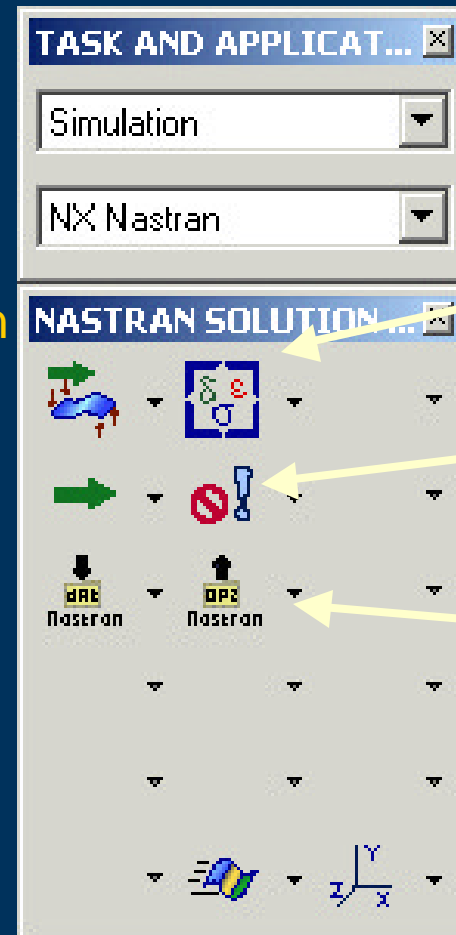 TASK AND APPLICAT...
Simulation
NX Nastran
n
NASTRAN SOLUTION ...
δ ε
σ
dAt
Nastran
OP2
Nastran
Y
Z
X